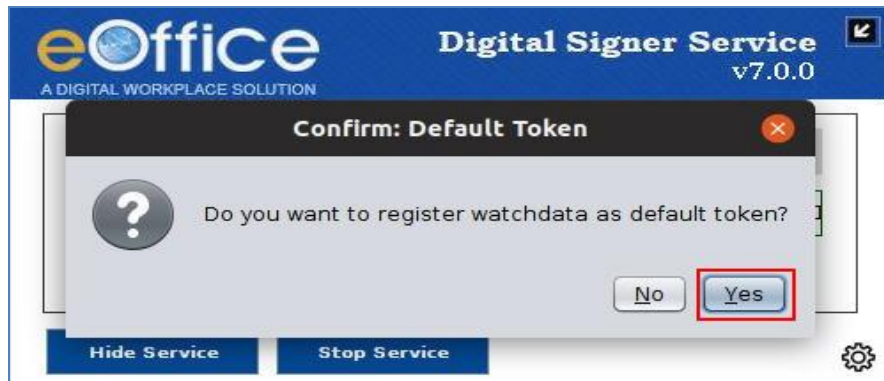 eOffice
A DIGITAL WORKPLACE SOLUTION
Digital Signer Service
v7.0.0
Confirm: Default Token
Do you want to register watchdata as default token?
No
Yes
Hide Service
Stop Service